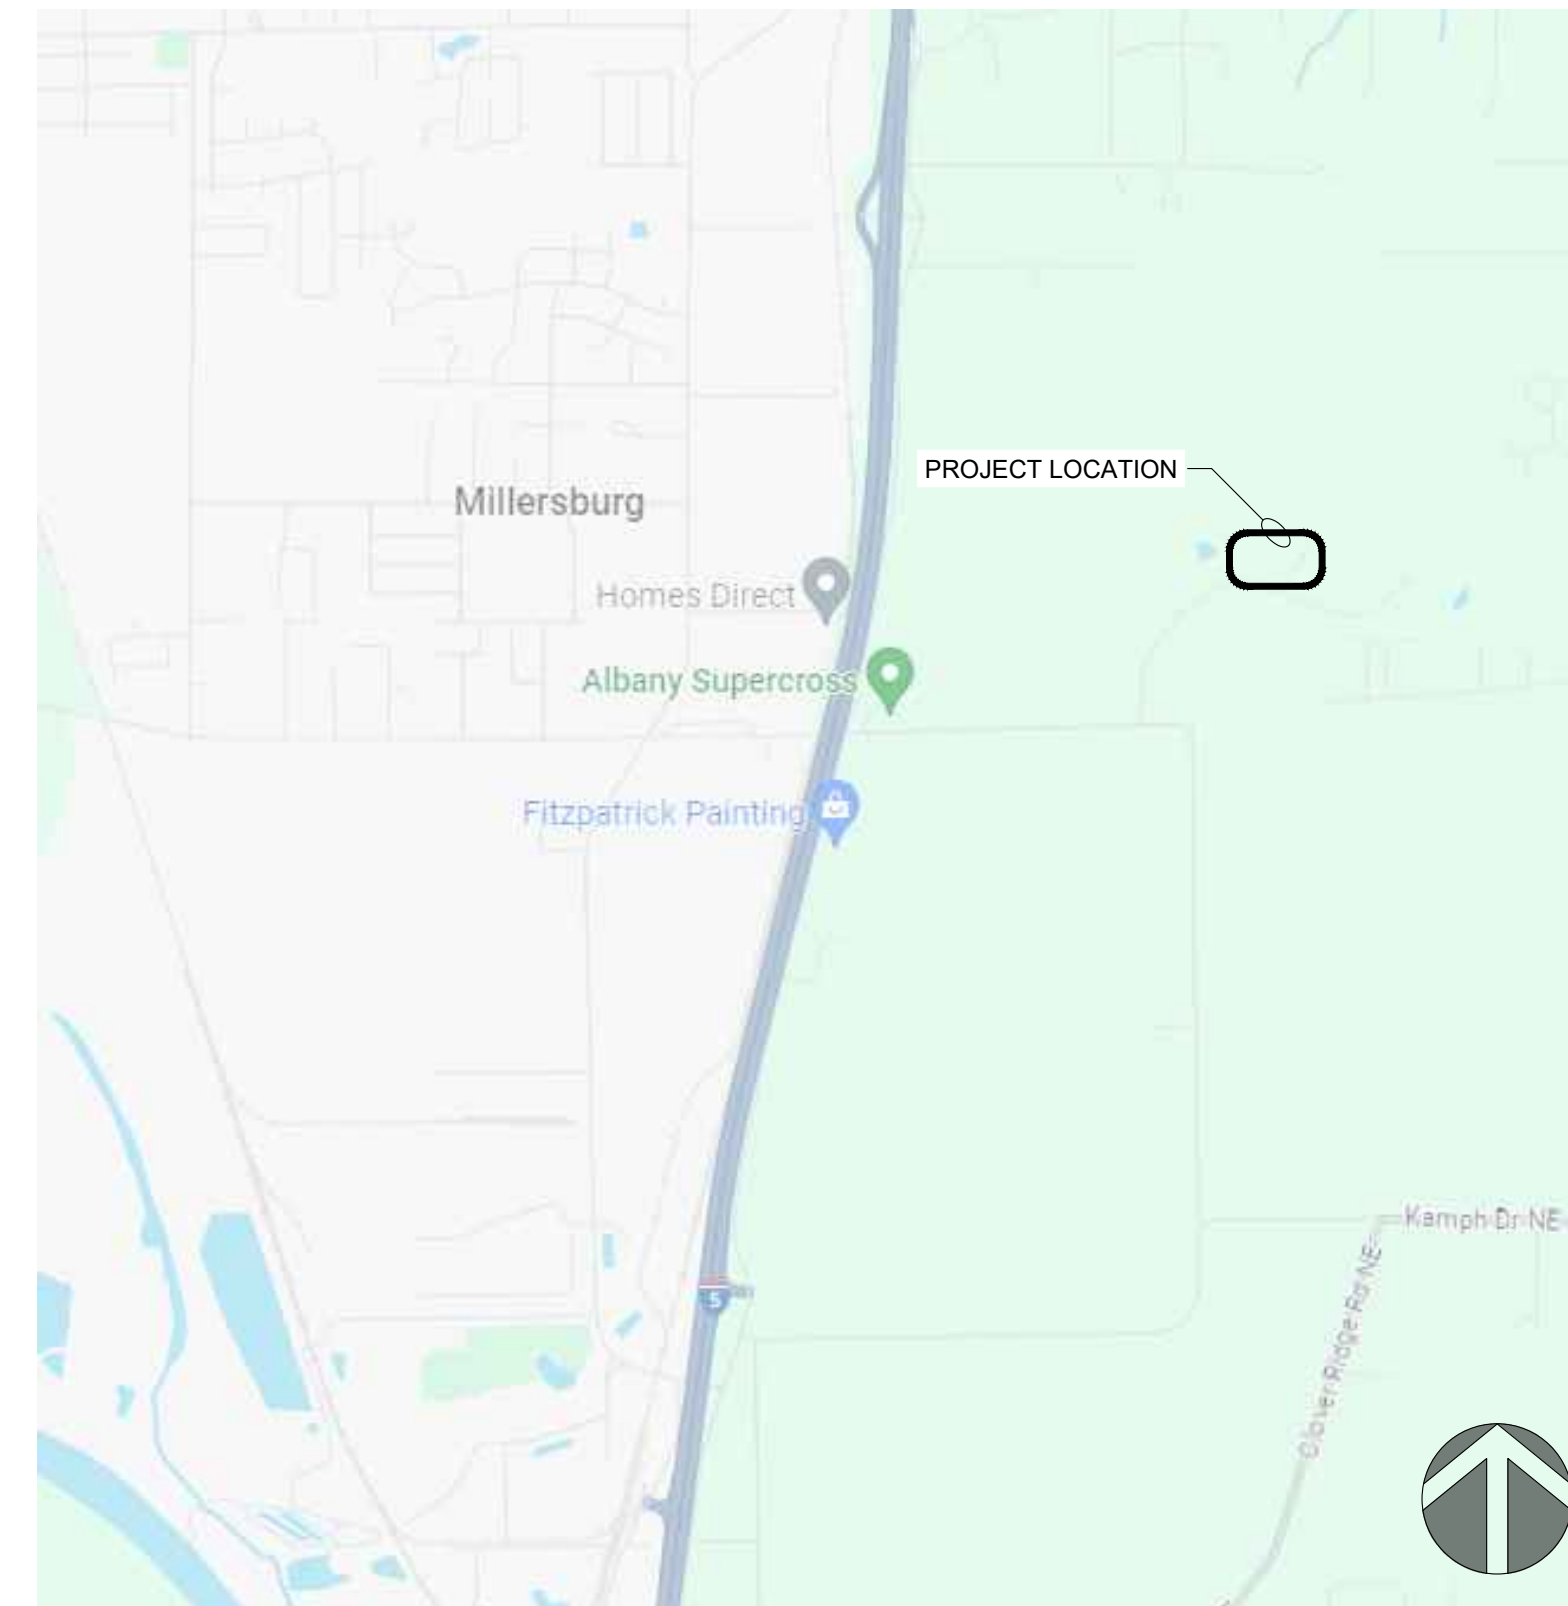 PROJECT LOCATION
Millersburg
Homes Direct
Albany Supercross
Fitzpatrick Painting
Kamph Dr NE
5
Clover Ridge Rd NE